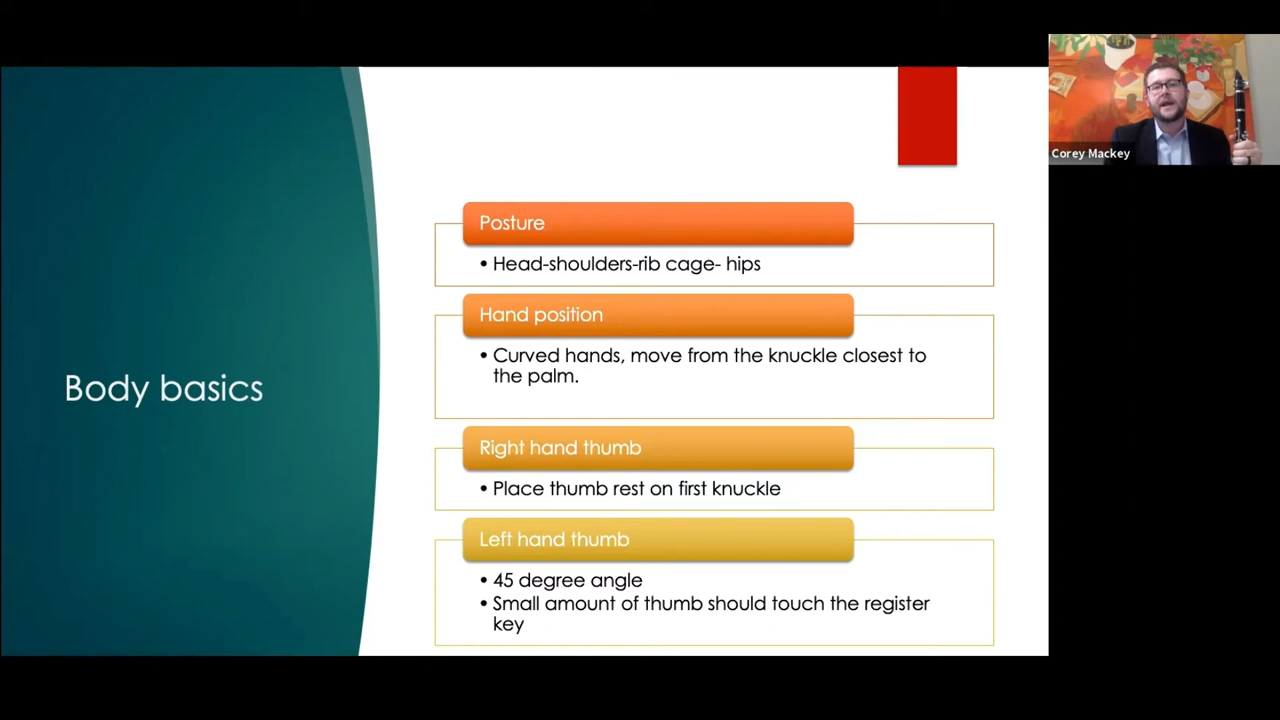 Body basics
Posture
• Head-shoulders-rib cage- hips
Hand position
• Curved hands, move from the knuckle closest to
the palm.
Right hand thumb
• Place thumb rest on first knuckle
Left hand thumb
• 45 degree angle
• Small amount of thumb should touch the register
key
Corey Mackey